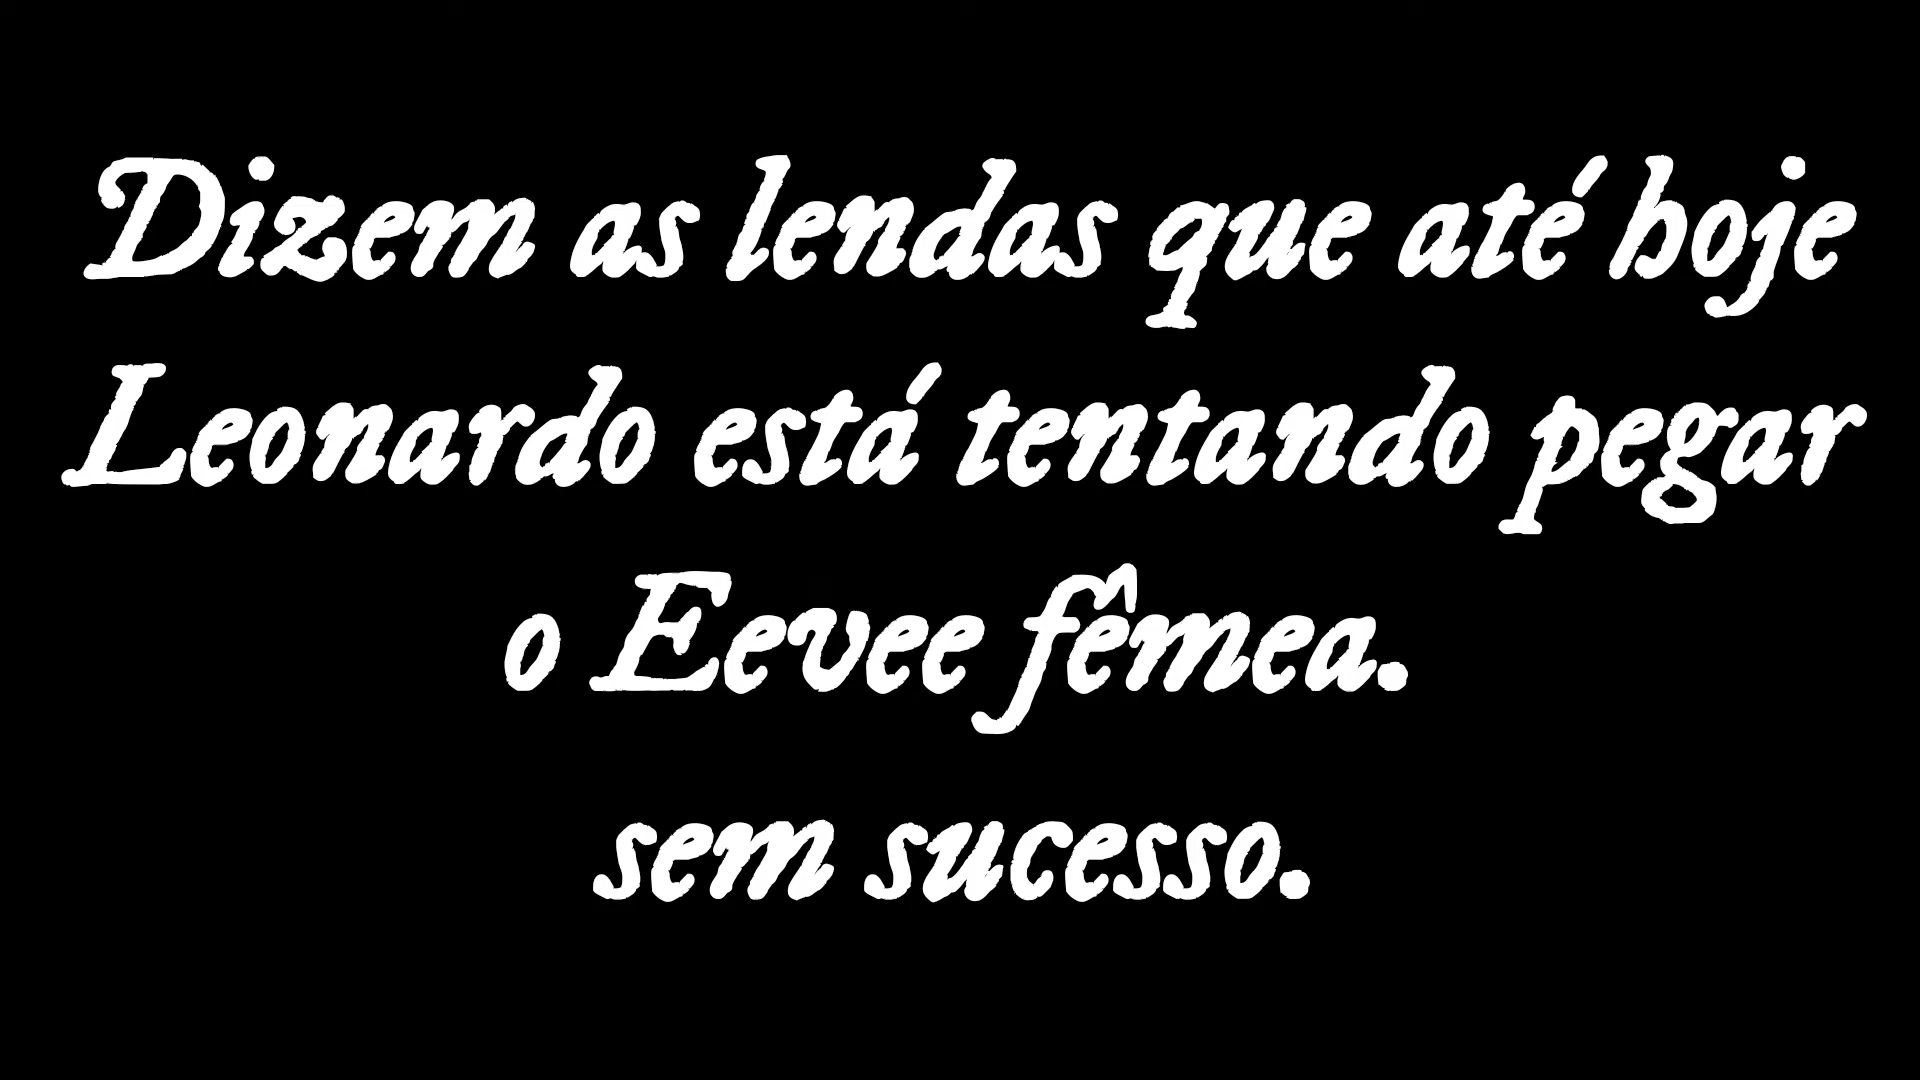 Dizem as lendas que até hoje
Leonardo está tentando pegar
o Eevee fêmea.
sem sucesso.